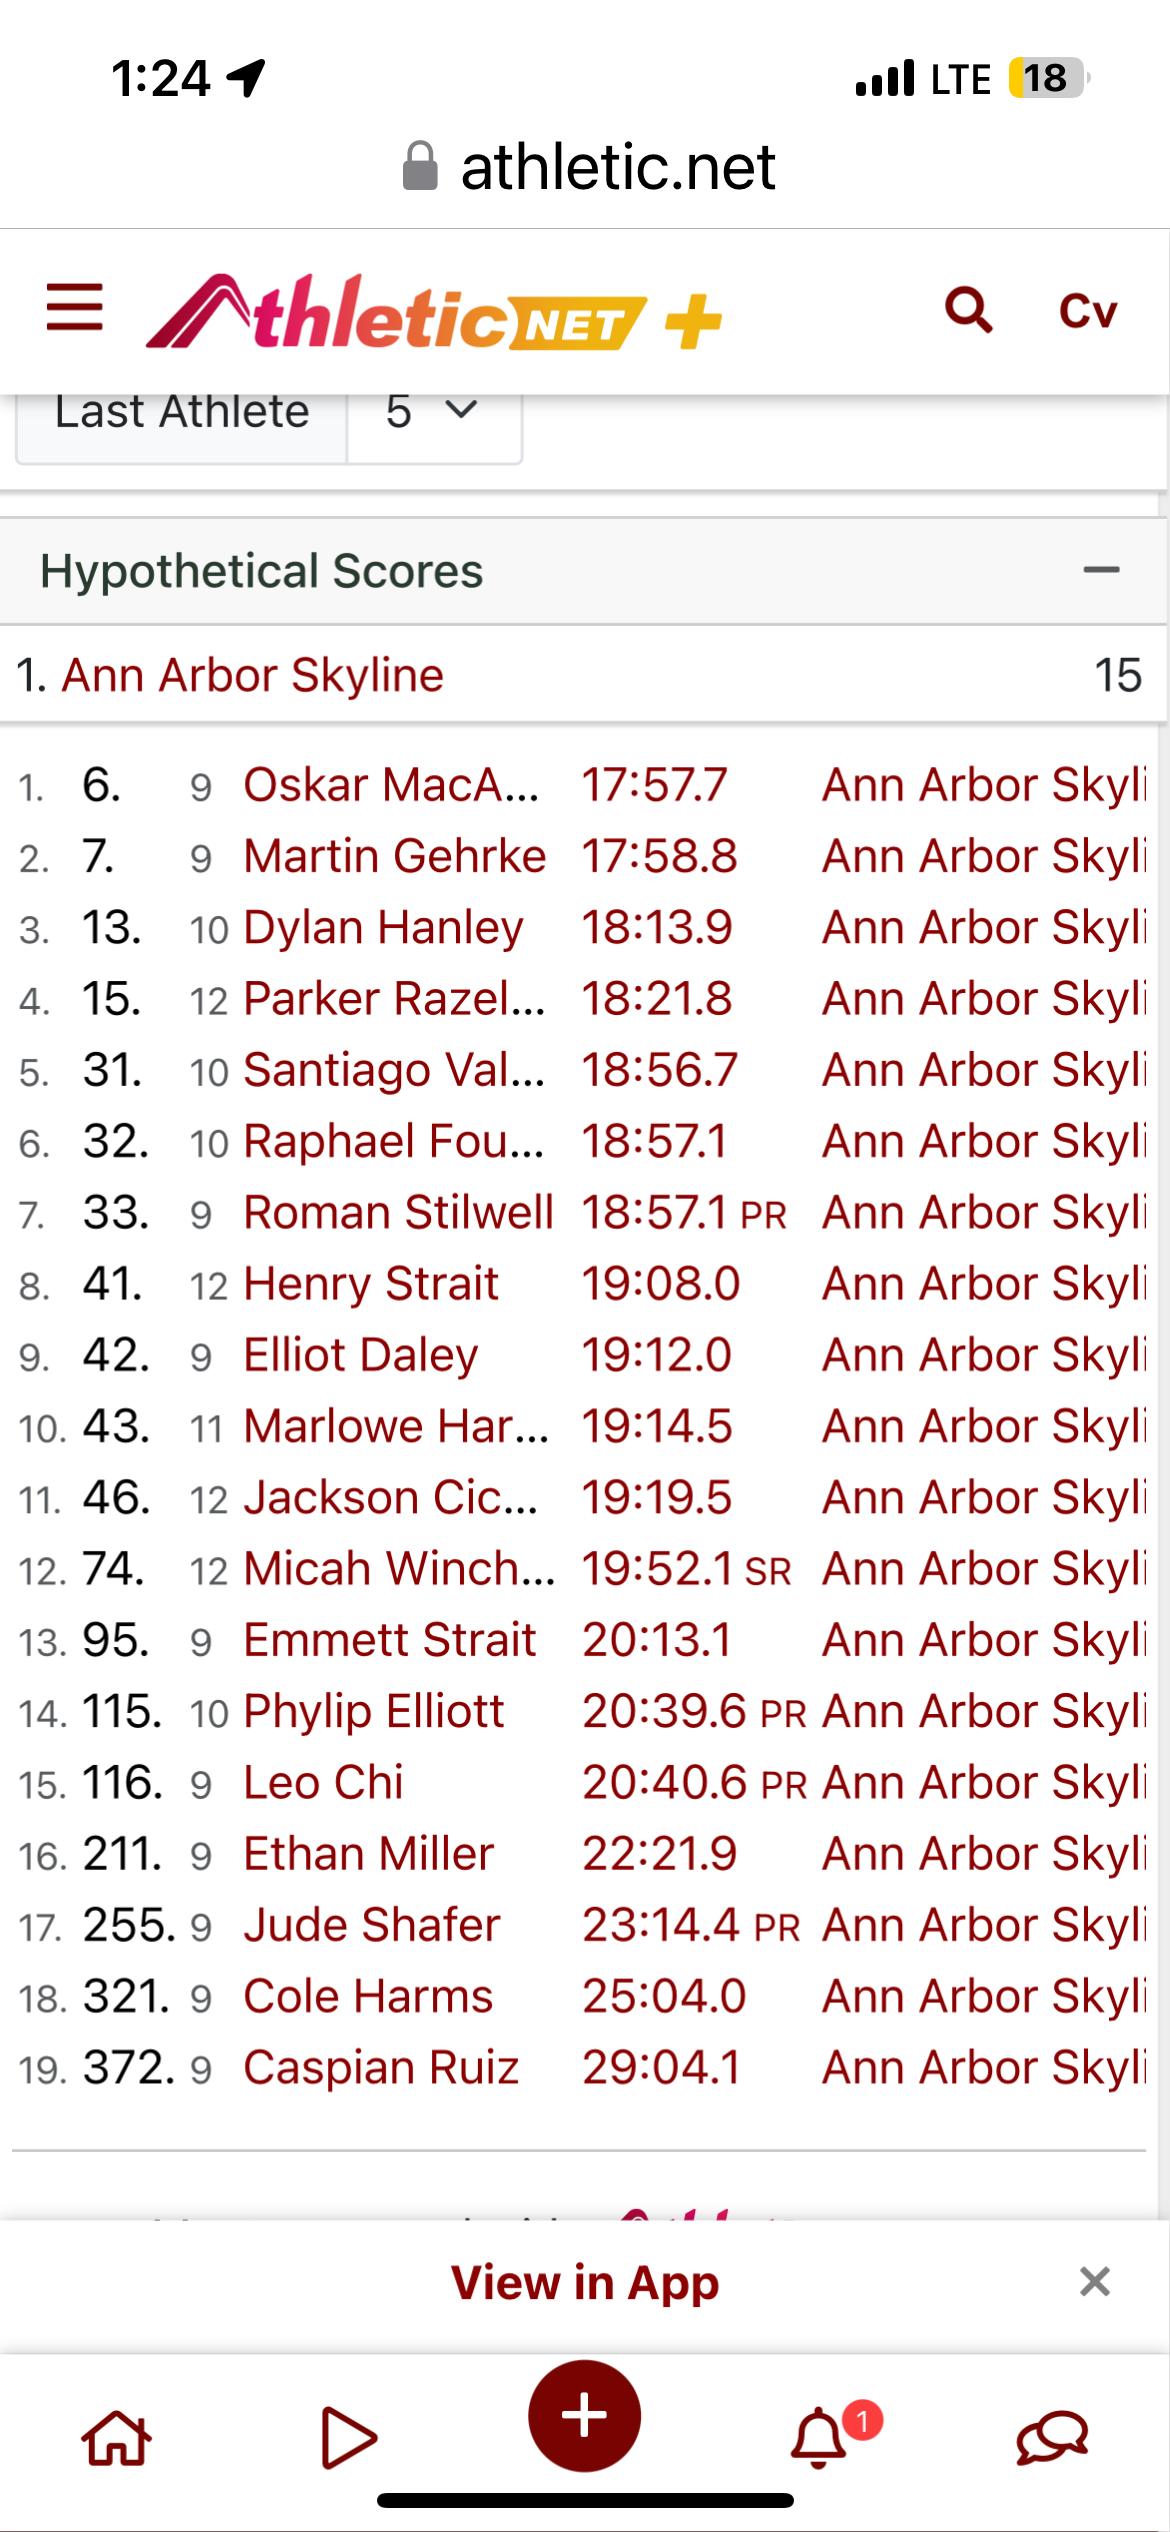 1:24 LTE 18
athletic.net
Athletic NET + Cv
Last Athlete 5
Hypothetical Scores
1. Ann Arbor Skyline 15
1. 6. 9 Oskar MacA... 17:57.7 Ann Arbor Skyli
2. 7. 9 Martin Gehrke 17:58.8 Ann Arbor Skyli
3. 13. 10 Dylan Hanley 18:13.9 Ann Arbor Skyli
4. 15. 12 Parker Razel... 18:21.8 Ann Arbor Skyli
5. 31. 10 Santiago Val... 18:56.7 Ann Arbor Skyli
6. 32. 10 Raphael Fou... 18:57.1 Ann Arbor Skyli
7. 33. 9 Roman Stilwell 18:57.1 PR Ann Arbor Skyli
8. 41. 12 Henry Strait 19:08.0 Ann Arbor Skyli
9. 42. 9 Elliot Daley 19:12.0 Ann Arbor Skyli
10. 43. 11 Marlowe Har... 19:14.5 Ann Arbor Skyli
11. 46. 12 Jackson Cic... 19:19.5 Ann Arbor Skyli
12. 74. 12 Micah Winch... 19:52.1 SR Ann Arbor Skyli
13. 95. 9 Emmett Strait 20:13.1 Ann Arbor Skyli
14. 115. 10 Phylip Elliott 20:39.6 PR Ann Arbor Skyli
15. 116. 9 Leo Chi 20:40.6 PR Ann Arbor Skyli
16. 211. 9 Ethan Miller 22:21.9 Ann Arbor Skyli
17. 255. 9 Jude Shafer 23:14.4 PR Ann Arbor Skyli
18. 321. 9 Cole Harms 25:04.0 Ann Arbor Skyli
19. 372. 9 Caspian Ruiz 29:04.1 Ann Arbor Skyli
View in App
1